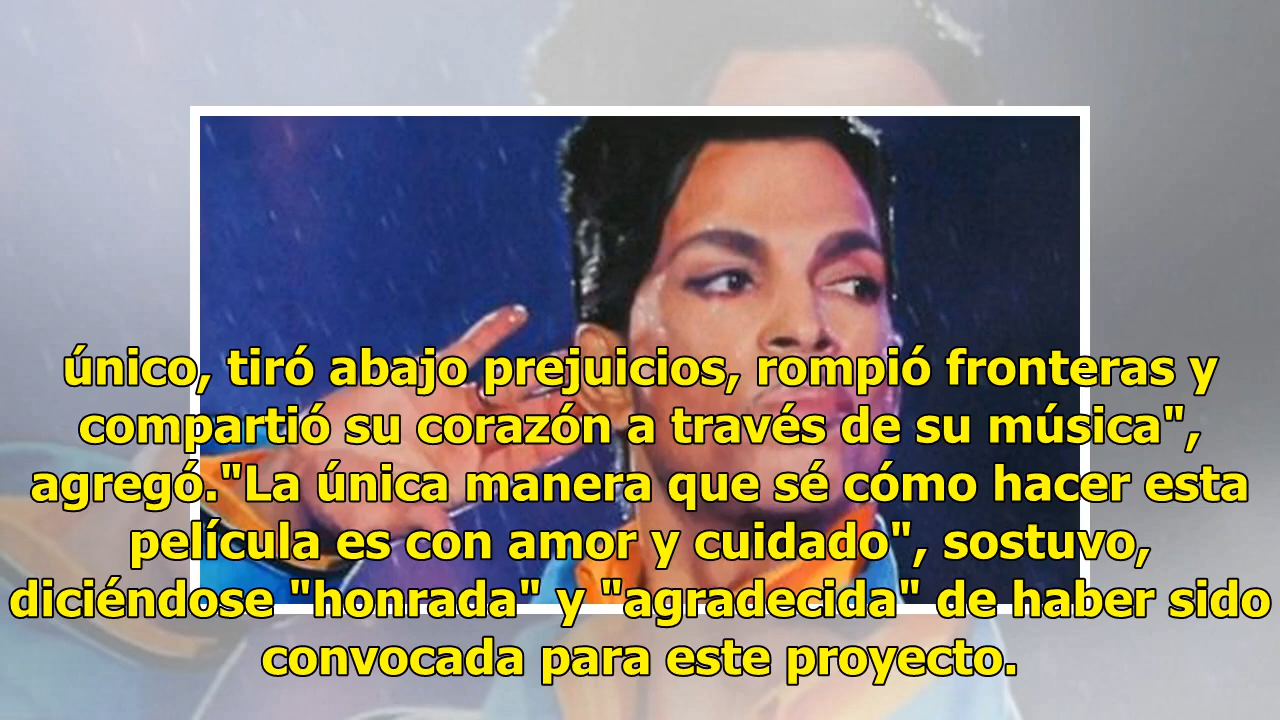 único, tiró abajo prejuicios, rompió fronteras y
compartió su corazón a través de su música",
agregó."La única manera que sé cómo hacer esta
película es con amor y cuidado", sostuvo,
diciéndose "honrada" y "agradecida" de haber sido
convocada para este proyecto.